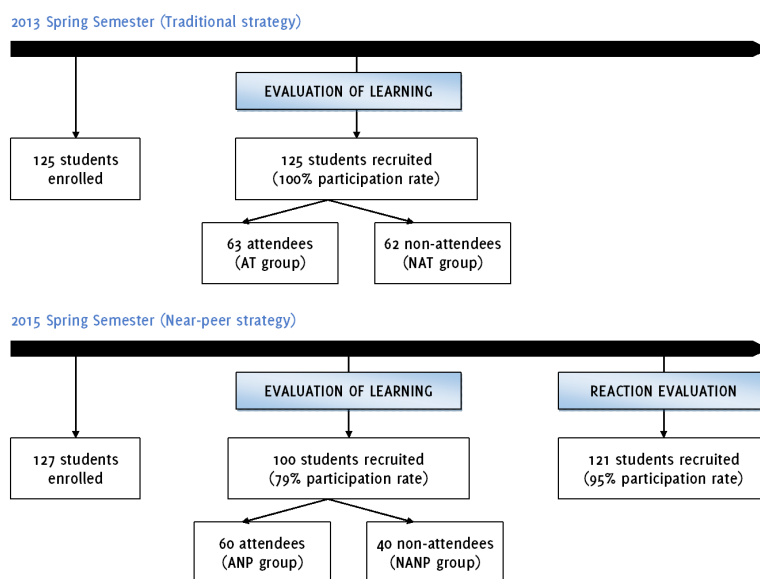 2013 Spring Semester (Traditional strategy)
EVALUATION OF LEARNING
125 students
enrolled
125 students recruited
(100% participation rate)
63 attendees
(AT group)
62 non-attendees
(NAT group)
2015 Spring Semester (Near-peer strategy)
EVALUATION OF LEARNING
REACTION EVALUATION
127 students
enrolled
100 students recruited
(79% participation rate)
121 students recruited
(95% participation rate)
60 attendees
(ANP group)
40 non-attendees
(NANP group)